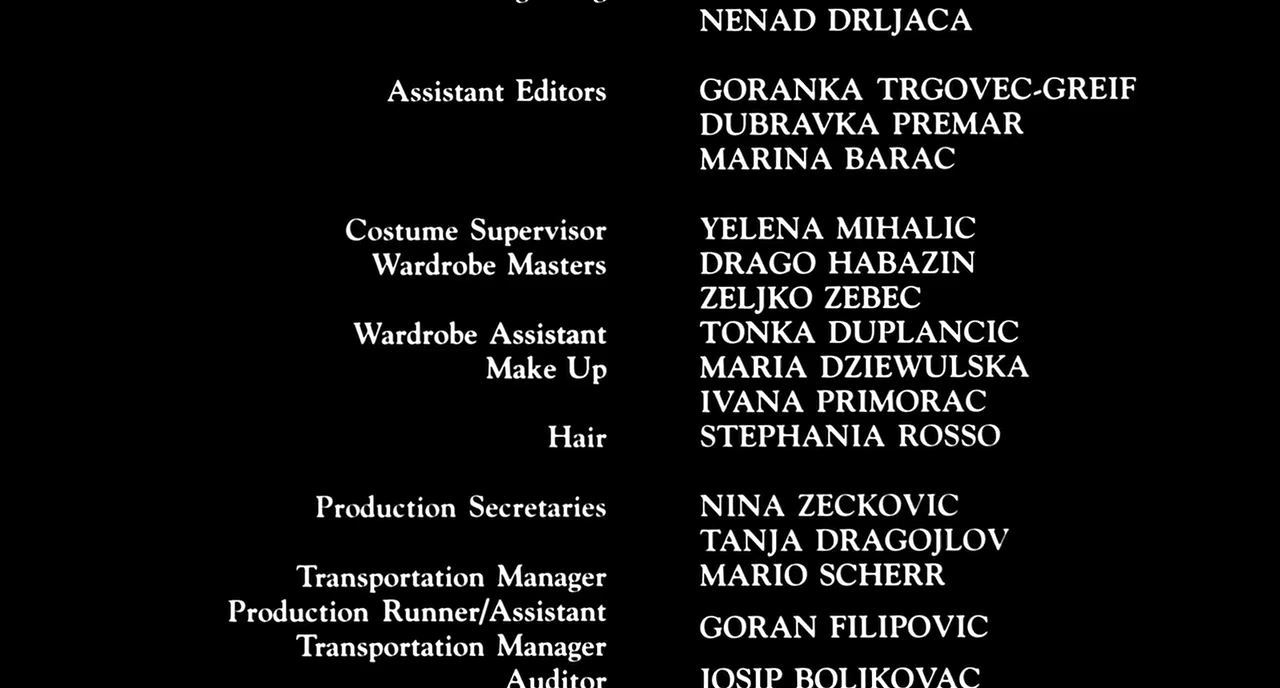 NENAD DRLJACA
Assistant Editors GORANKA TRGOVEC-GREIF
DUBRAVKA PREMAR
MARINA BARAC
Costume Supervisor YELENA MIHALIC
Wardrobe Masters DRAGO HABAZIN
ZELJKO ZEBEC
Wardrobe Assistant TONKA DUPLANCIC
Make Up MARIA DZIEWULSKA
IVANA PRIMORAC
Hair STEPHANIA ROSSO
Production Secretaries NINA ZECKOVIC
TANJA DRAGOJLOV
Transportation Manager MARIO SCHERR
Production Runner/Assistant
GORAN FILIPOVIC
Transportation Manager
Auditor JOSIP BOLJKOVAC